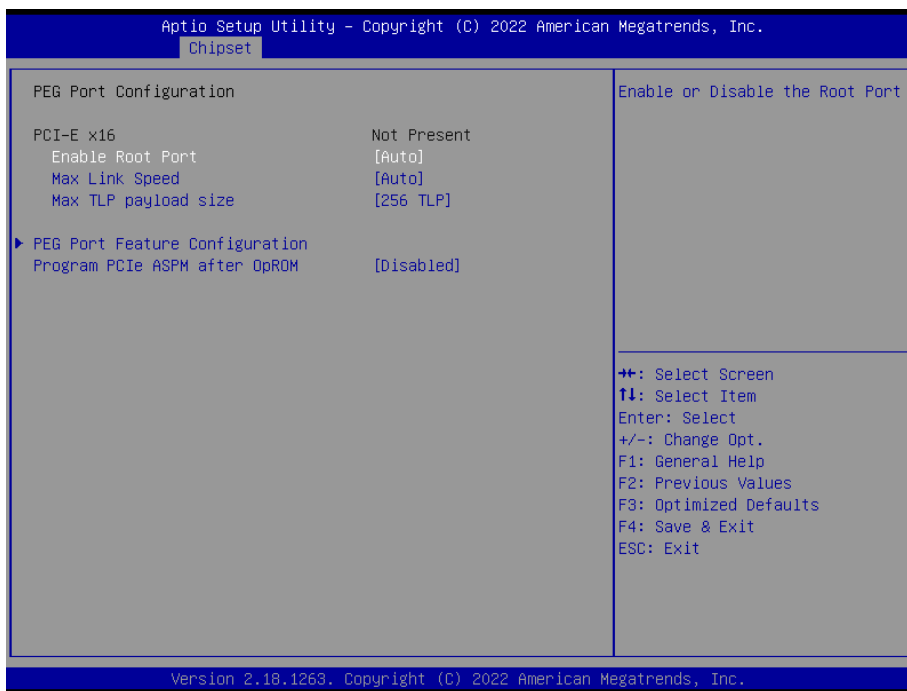 Aptio Setup Utility – Copyright (C) 2022 American Megatrends, Inc.
Chipset
PEG Port Configuration
PCI-E x16 Not Present
Enable Root Port [Auto]
Max Link Speed [Auto]
Max TLP payload size [256 TLP]
PEG Port Feature Configuration
Program PCIe ASPM after OpROM [Disabled]
Enable or Disable the Root Port
→←: Select Screen
↑↓: Select Item
Enter: Select
+/-: Change Opt.
F1: General Help
F2: Previous Values
F3: Optimized Defaults
F4: Save & Exit
ESC: Exit
Version 2.18.1263. Copyright (C) 2022 American Megatrends, Inc.